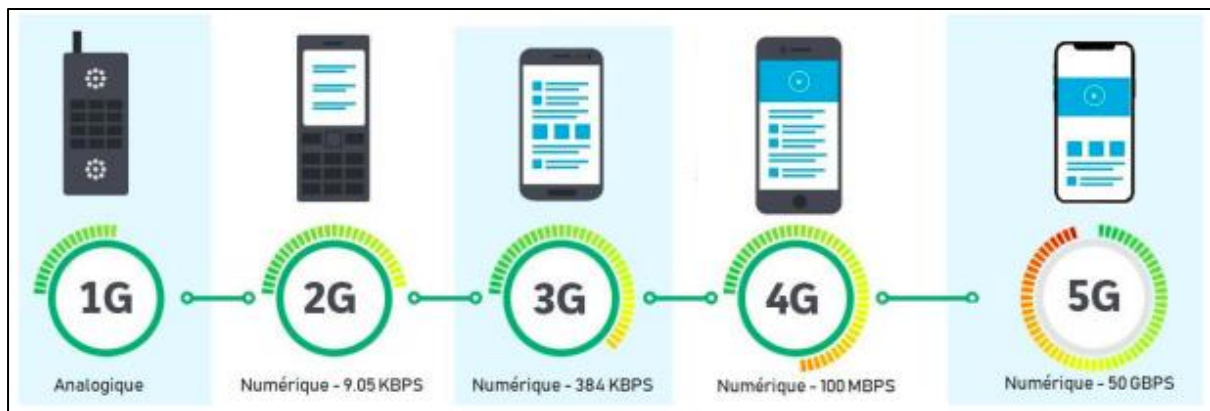 1G
2G
3G
4G
5G
Analogique
Numérique - 9.05 KBPS
Numérique - 384 KBPS
Numérique - 100 MBPS
Numérique - 50 GBPS